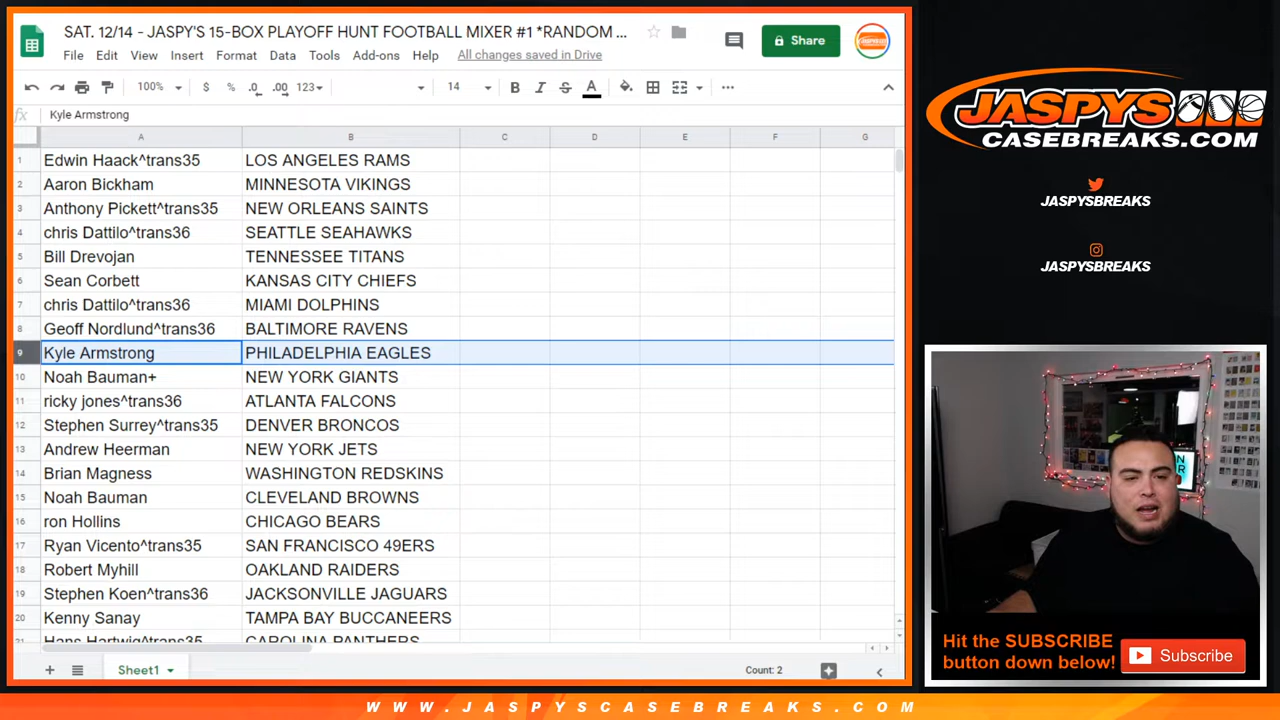 SAT. 12/14 - JASPY'S 15-BOX PLAYOFF HUNT FOOTBALL MIXER #1 *RANDOM ...
Share
File Edit View Insert Format Data Tools Add-ons Help All changes saved in Drive
100% $ % .0 .00 123 14 B I S A
fx Kyle Armstrong
A B C D E F G
1 Edwin Haack^trans35 LOS ANGELES RAMS
2 Aaron Bickham MINNESOTA VIKINGS
3 Anthony Pickett^trans35 NEW ORLEANS SAINTS
4 chris Dattilo^trans36 SEATTLE SEAHAWKS
5 Bill Drevojan TENNESSEE TITANS
6 Sean Corbett KANSAS CITY CHIEFS
7 chris Dattilo^trans36 MIAMI DOLPHINS
8 Geoff Nordlund^trans36 BALTIMORE RAVENS
9 Kyle Armstrong PHILADELPHIA EAGLES
10 Noah Bauman+ NEW YORK GIANTS
11 ricky jones^trans36 ATLANTA FALCONS
12 Stephen Surrey^trans35 DENVER BRONCOS
13 Andrew Heerman NEW YORK JETS
14 Brian Magness WASHINGTON REDSKINS
15 Noah Bauman CLEVELAND BROWNS
16 ron Hollins CHICAGO BEARS
17 Ryan Vicento^trans35 SAN FRANCISCO 49ERS
18 Robert Myhill OAKLAND RAIDERS
19 Stephen Koen^trans36 JACKSONVILLE JAGUARS
20 Kenny Sanay TAMPA BAY BUCCANEERS
21 Hans Hartwig^trans35 CAROLINA PANTHERS
Sheet1 Count: 2
JASPYS
CASEBREAKS.COM
JASPYSBREAKS
JASPYSBREAKS
Hit the SUBSCRIBE
button down below!
Subscribe
WWW.JASPYSCASEBREAKS.COM